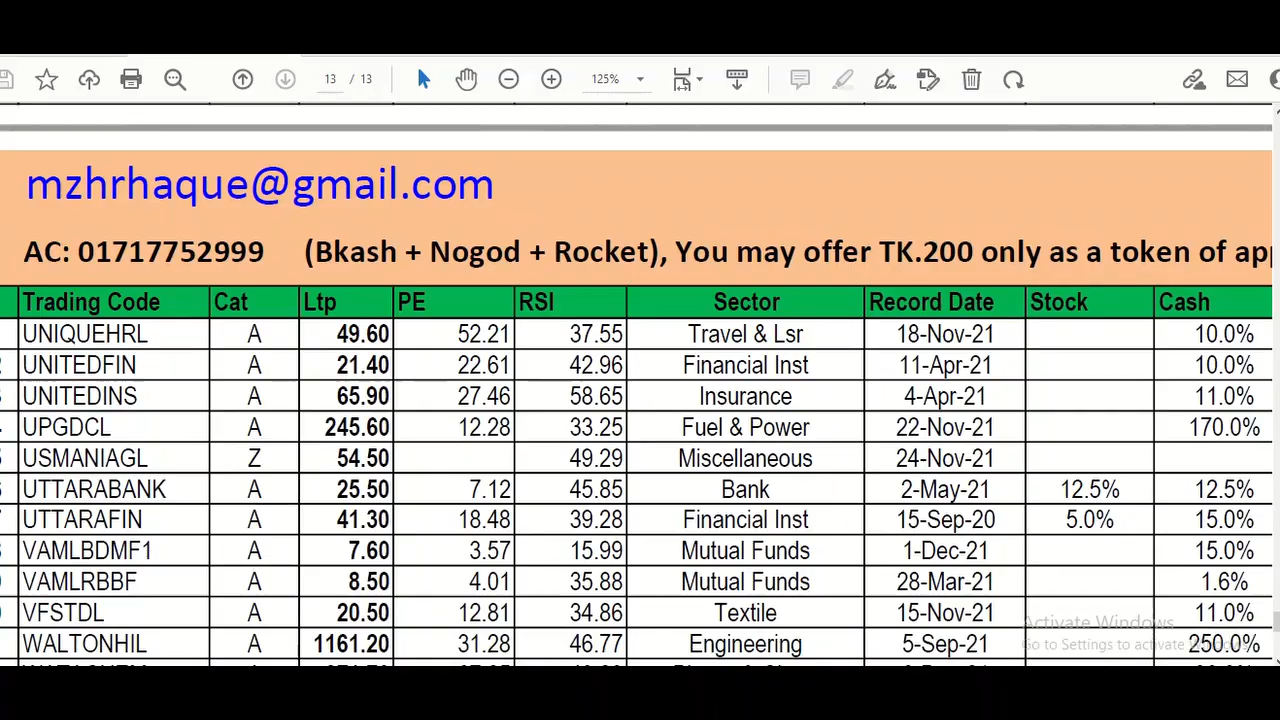 13 / 13 125%
mzhrhaque@gmail.com
AC: 01717752999 (Bkash + Nogod + Rocket), You may offer TK.200 only as a token of
Trading Code Cat Ltp PE RSI Sector Record Date Stock Cash
UNIQUEHRL A 49.60 52.21 37.55 Travel & Lsr 18-Nov-21 10.0%
UNITEDFIN A 21.40 22.61 42.96 Financial Inst 11-Apr-21 10.0%
UNITEDINS A 65.90 27.46 58.65 Insurance 4-Apr-21 11.0%
UPGDCL A 245.60 12.28 33.25 Fuel & Power 22-Nov-21 170.0%
USMANIAGL Z 54.50 49.29 Miscellaneous 24-Nov-21
UTTARABANK A 25.50 7.12 45.85 Bank 2-May-21 12.5% 12.5%
UTTARAFIN A 41.30 18.48 39.28 Financial Inst 15-Sep-20 5.0% 15.0%
VAMLBDMF1 A 7.60 3.57 15.99 Mutual Funds 1-Dec-21 15.0%
VAMLRBBF A 8.50 4.01 35.88 Mutual Funds 28-Mar-21 1.6%
VFSTDL A 20.50 12.81 34.86 Textile 15-Nov-21 11.0%
Activate Windows
WALTONHIL A 1161.20 31.28 46.77 Engineering 5-Sep-21 250.0%
Go to Settings to activate Windows.